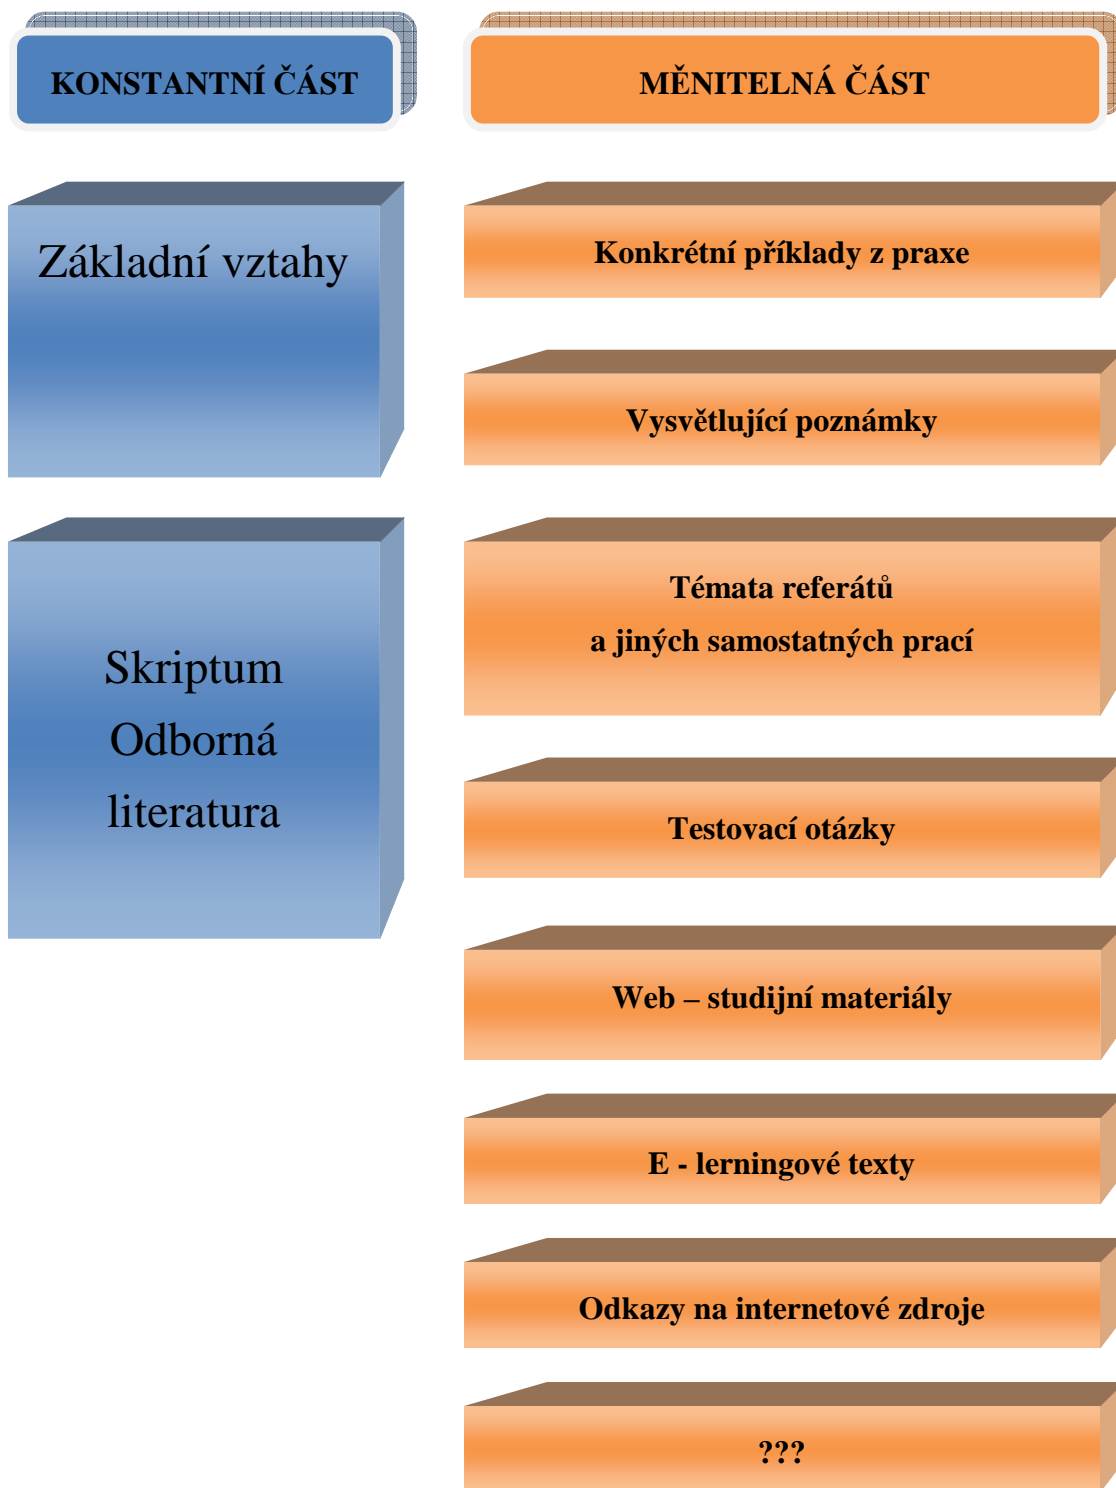 KONSTANTNÍ ČÁST
Základní vztahy
Skriptum
Odborná
literatura
MĚNITELNÁ ČÁST
Konkrétní příklady z praxe
Vysvětlující poznámky
Témata referátů
a jiných samostatných prací
Testovací otázky
Web – studijní materiály
E - lerningové texty
Odkazy na internetové zdroje
???